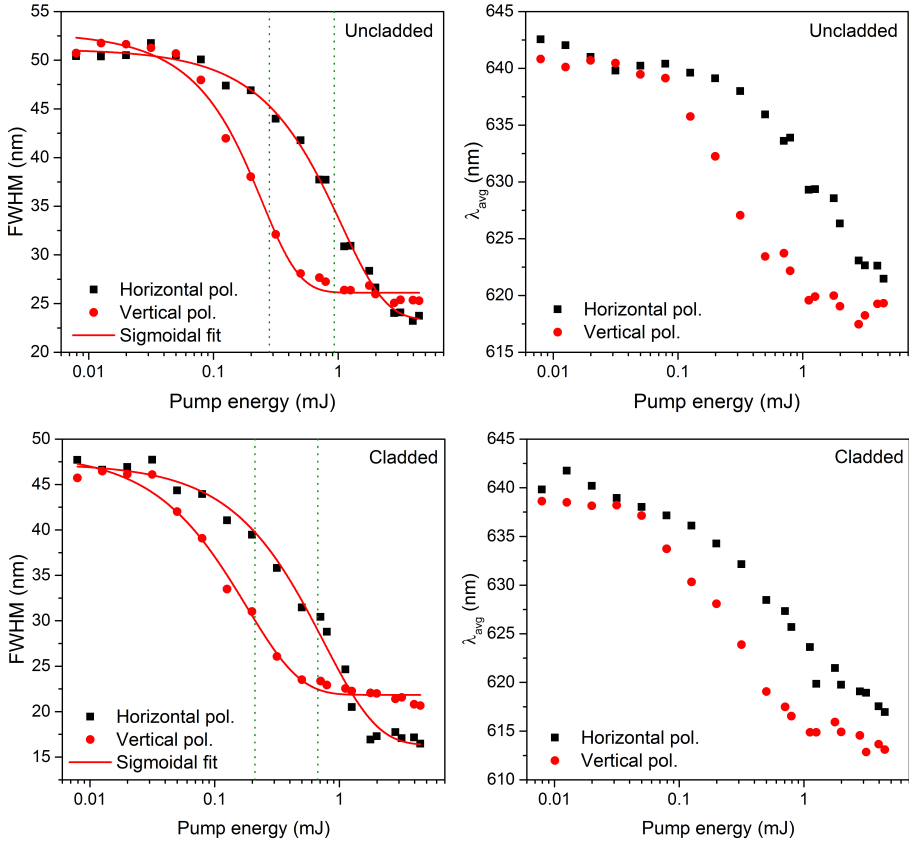 Uncladded
55
50
45
40
35
30
25
20
FWHM (nm)
Horizontal pol.
Vertical pol.
Sigmoidal fit
0.01 0.1 1
Pump energy (mJ)
Uncladded
645
640
635
630
625
620
615
λavg (nm)
Horizontal pol.
Vertical pol.
0.01 0.1 1
Pump energy (mJ)
Cladded
50
45
40
35
30
25
20
15
FWHM (nm)
Horizontal pol.
Vertical pol.
Sigmoidal fit
0.01 0.1 1
Pump energy (mJ)
Cladded
645
640
635
630
625
620
615
610
λavg (nm)
Horizontal pol.
Vertical pol.
0.01 0.1 1
Pump energy (mJ)